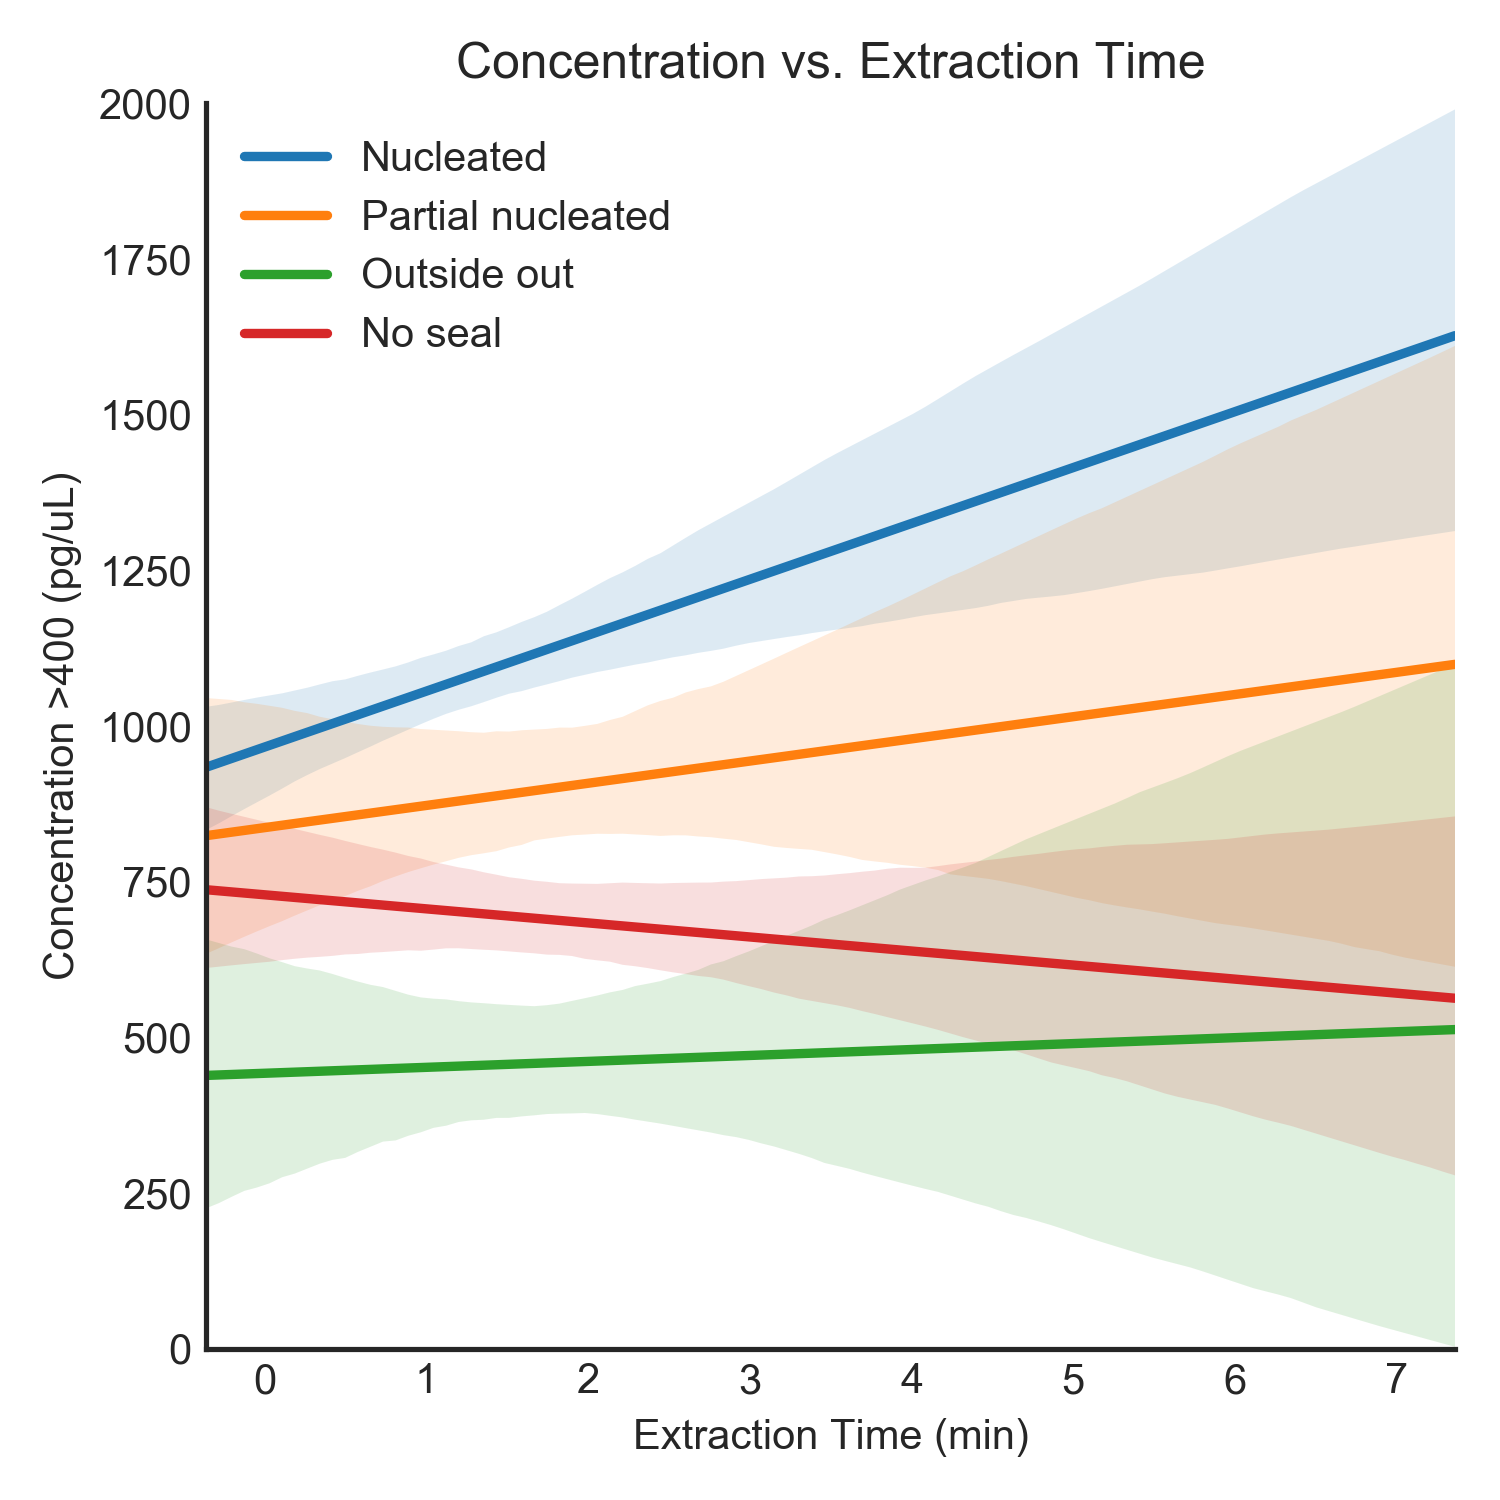 Concentration vs. Extraction Time
2000
1750
1500
1250
1000
750
500
250
0
Concentration >400 (pg/uL)
Nucleated
Partial nucleated
Outside out
No seal
0 1 2 3 4 5 6 7
Extraction Time (min)